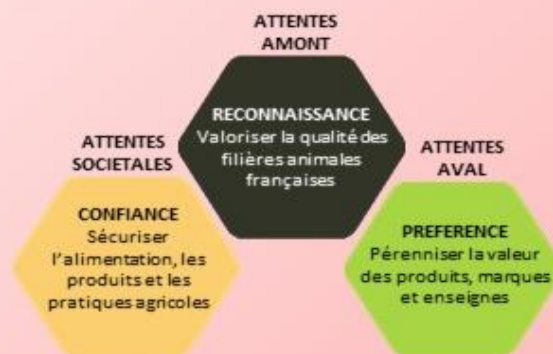 ATTENTES
AMONT
RECONNAISSANCE
Valoriser la qualité des
filières animales
françaises
ATTENTES
SOCIETALES
CONFIANCE
Sécuriser
l'alimentation, les
produits et les
pratiques agricoles
ATTENTES
AVAL
PREFERENCE
Pérenniser la valeur
des produits, marques
et enseignes